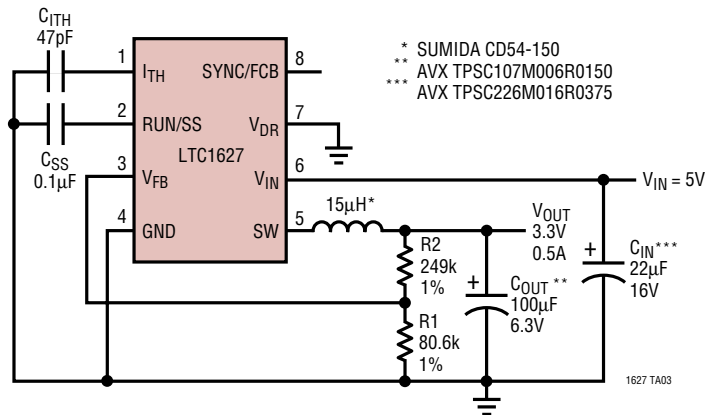 C_ITH
47pF
1
I_TH
SYNC/FCB
8
* SUMIDA CD54-150
** AVX TPSC107M006R0150
*** AVX TPSC226M016R0375
2
RUN/SS
V_DR
7
C_SS
0.1µF
LTC1627
3
V_FB
V_IN
6
V_IN = 5V
4
GND
SW
5
15µH*
V_OUT
3.3V
0.5A
R2
249k
1%
+
C_OUT**
100µF
6.3V
+
C_IN***
22µF
16V
R1
80.6k
1%
1627 TA03